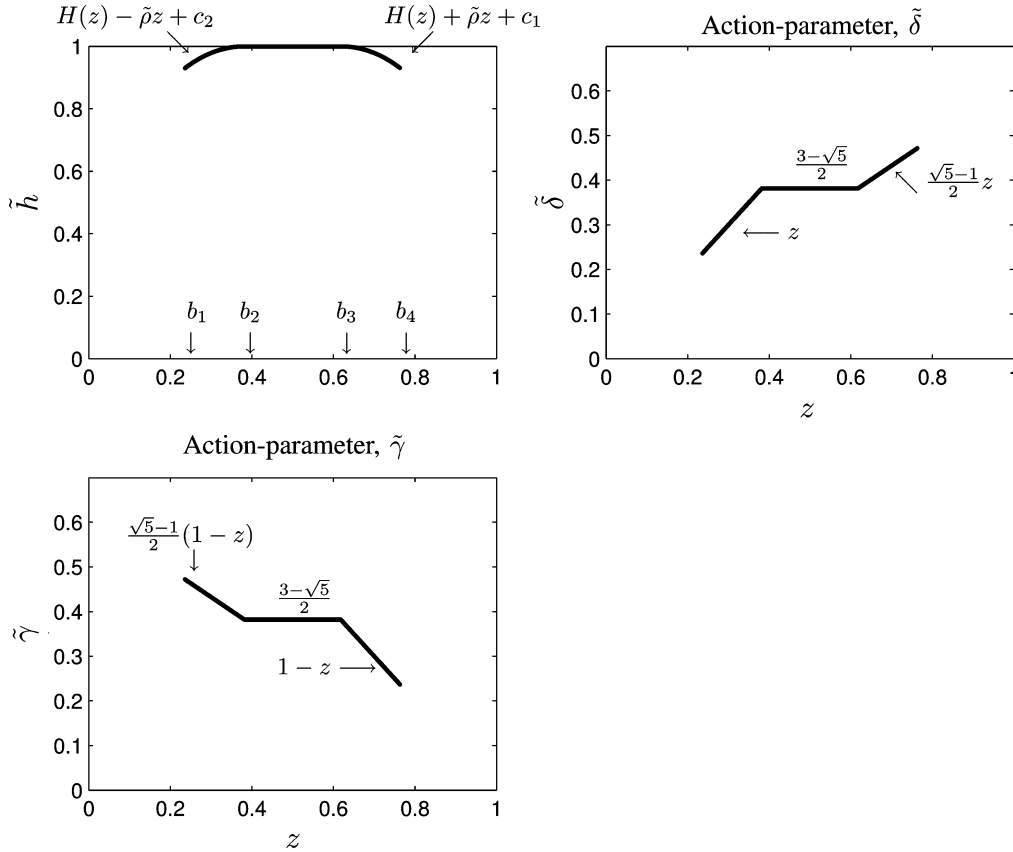 H(z) − ρ̃z + c₂
H(z) + ρ̃z + c₁
1
0.8
0.6
0.4
0.2
0
h̃
b₁ b₂ b₃ b₄
0 0.2 0.4 0.6 0.8 1
Action-parameter, δ̃
0.6
0.5
0.4
0.3
0.2
0.1
0
δ̃
(3−√5)/2
(√5−1)/2 z
z
0 0.2 0.4 0.6 0.8 1
z
Action-parameter, γ̃
0.6
0.5
0.4
0.3
0.2
0.1
0
γ̃
(√5−1)/2 (1 − z)
(3−√5)/2
1 − z
0 0.2 0.4 0.6 0.8 1
z